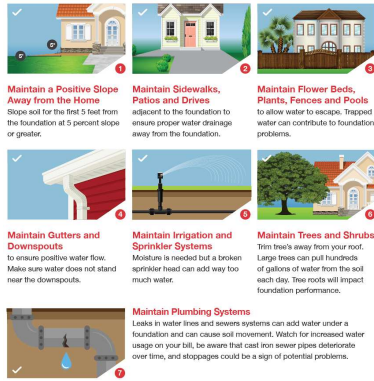 5'
6"
1
Maintain a Positive Slope
Away from the Home
Slope soil for the first 5 feet from
the foundation at 5 percent slope
or greater.
2
Maintain Sidewalks,
Patios and Drives
adjacent to the foundation to
ensure proper water drainage
away from the foundation.
3
Maintain Flower Beds,
Plants, Fences and Pools
to allow water to escape. Trapped
water can contribute to foundation
problems.
4
Maintain Gutters and
Downspouts
to ensure positive water flow.
Make sure water does not stand
near the downspouts.
5
Maintain Irrigation and
Sprinkler Systems
Moisture is needed but a broken
sprinkler head can add way too
much water.
6
Maintain Trees and Shrubs
Trim tree's away from your roof.
Large trees can pull hundreds
of gallons of water from the soil
each day. Tree roots will impact
foundation performance.
7
Maintain Plumbing Systems
Leaks in water lines and sewers systems can add water under a
foundation and can cause soil movement. Watch for increased water
usage on your bill, be aware that cast iron sewer pipes deteriorate
over time, and stoppages could be a sign of potential problems.